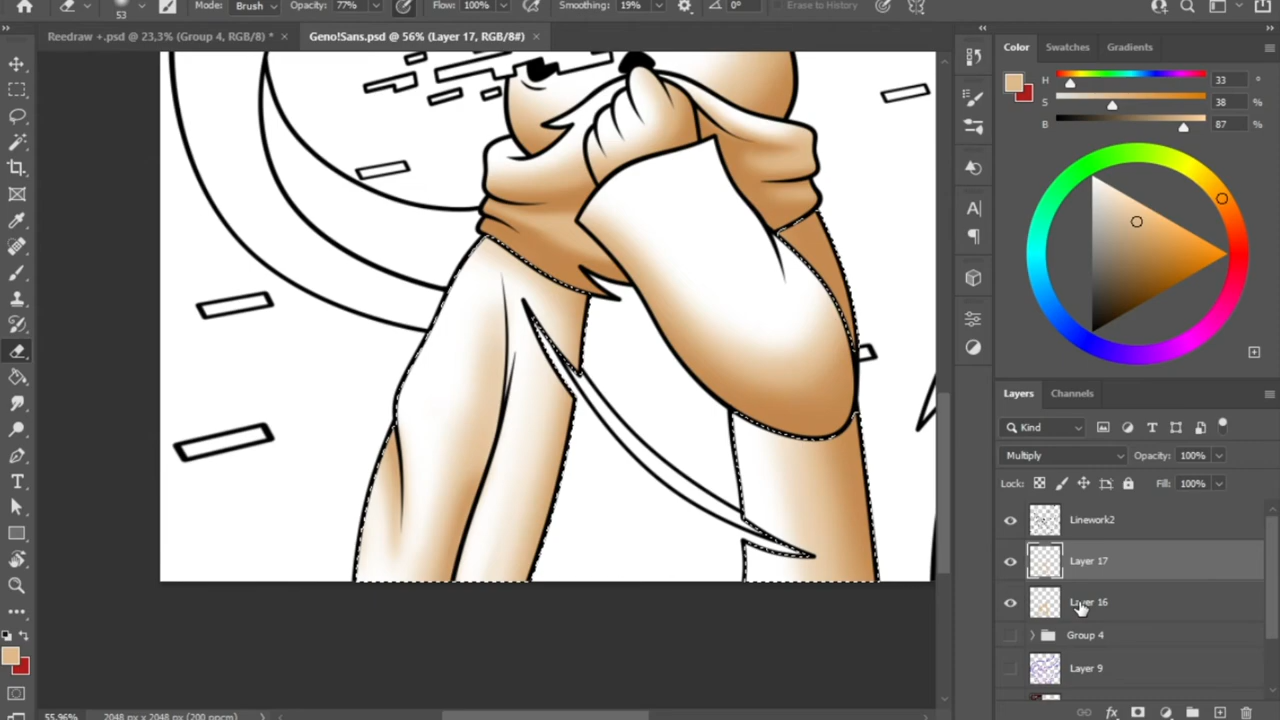 53 Mode: Brush Opacity: 77% Flow: 100% Smoothing: 19% 0° Erase to History
Reedraw +.psd @ 23,3% (Group 4, RGB/8) * × Geno!Sans.psd @ 56% (Layer 17, RGB/8#) ×
Color Swatches Gradients
H 33 °
S 38 %
B 87 %
Layers Channels
Kind
Multiply Opacity: 100%
Lock: Fill: 100%
Linework2
Layer 17
Layer 16
Group 4
Layer 9
55,96% 2048 px x 2048 px (200 ppcm)